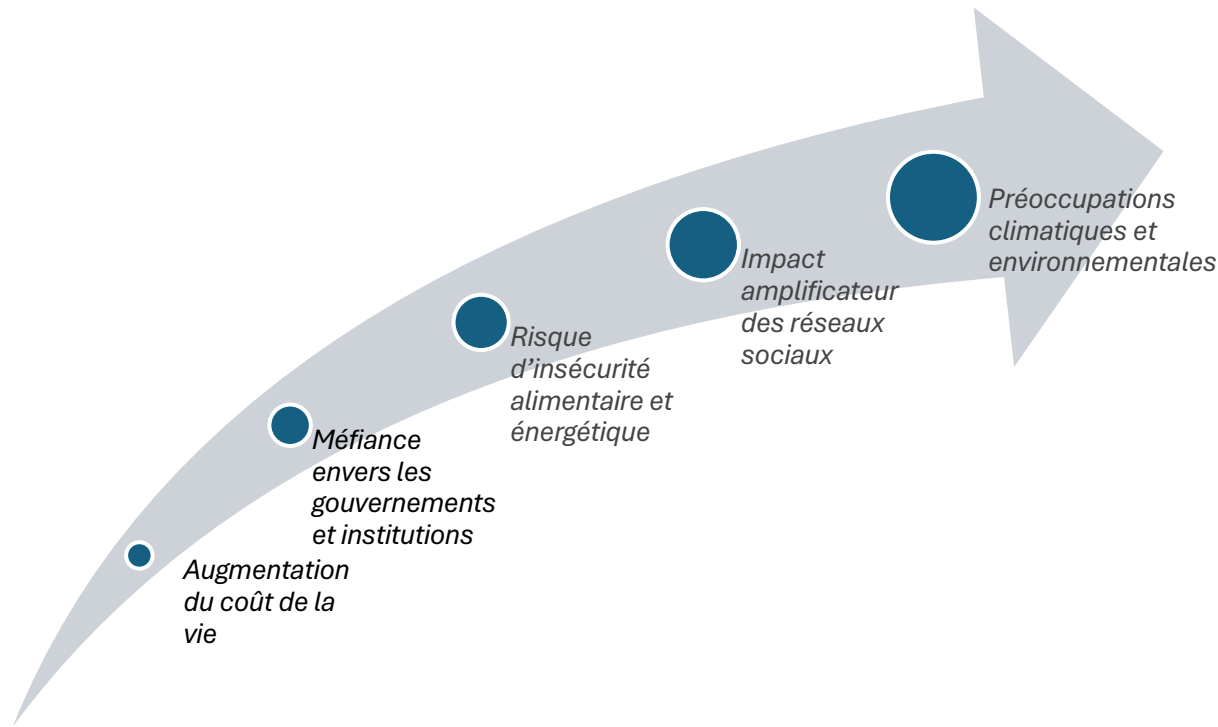 Préoccupations
climatiques et
environnementales
Impact
amplificateur
des réseaux
sociaux
Risque
d’insécurité
alimentaire et
énergétique
Méfiance
envers les
gouvernements
et institutions
Augmentation
du coût de la
vie